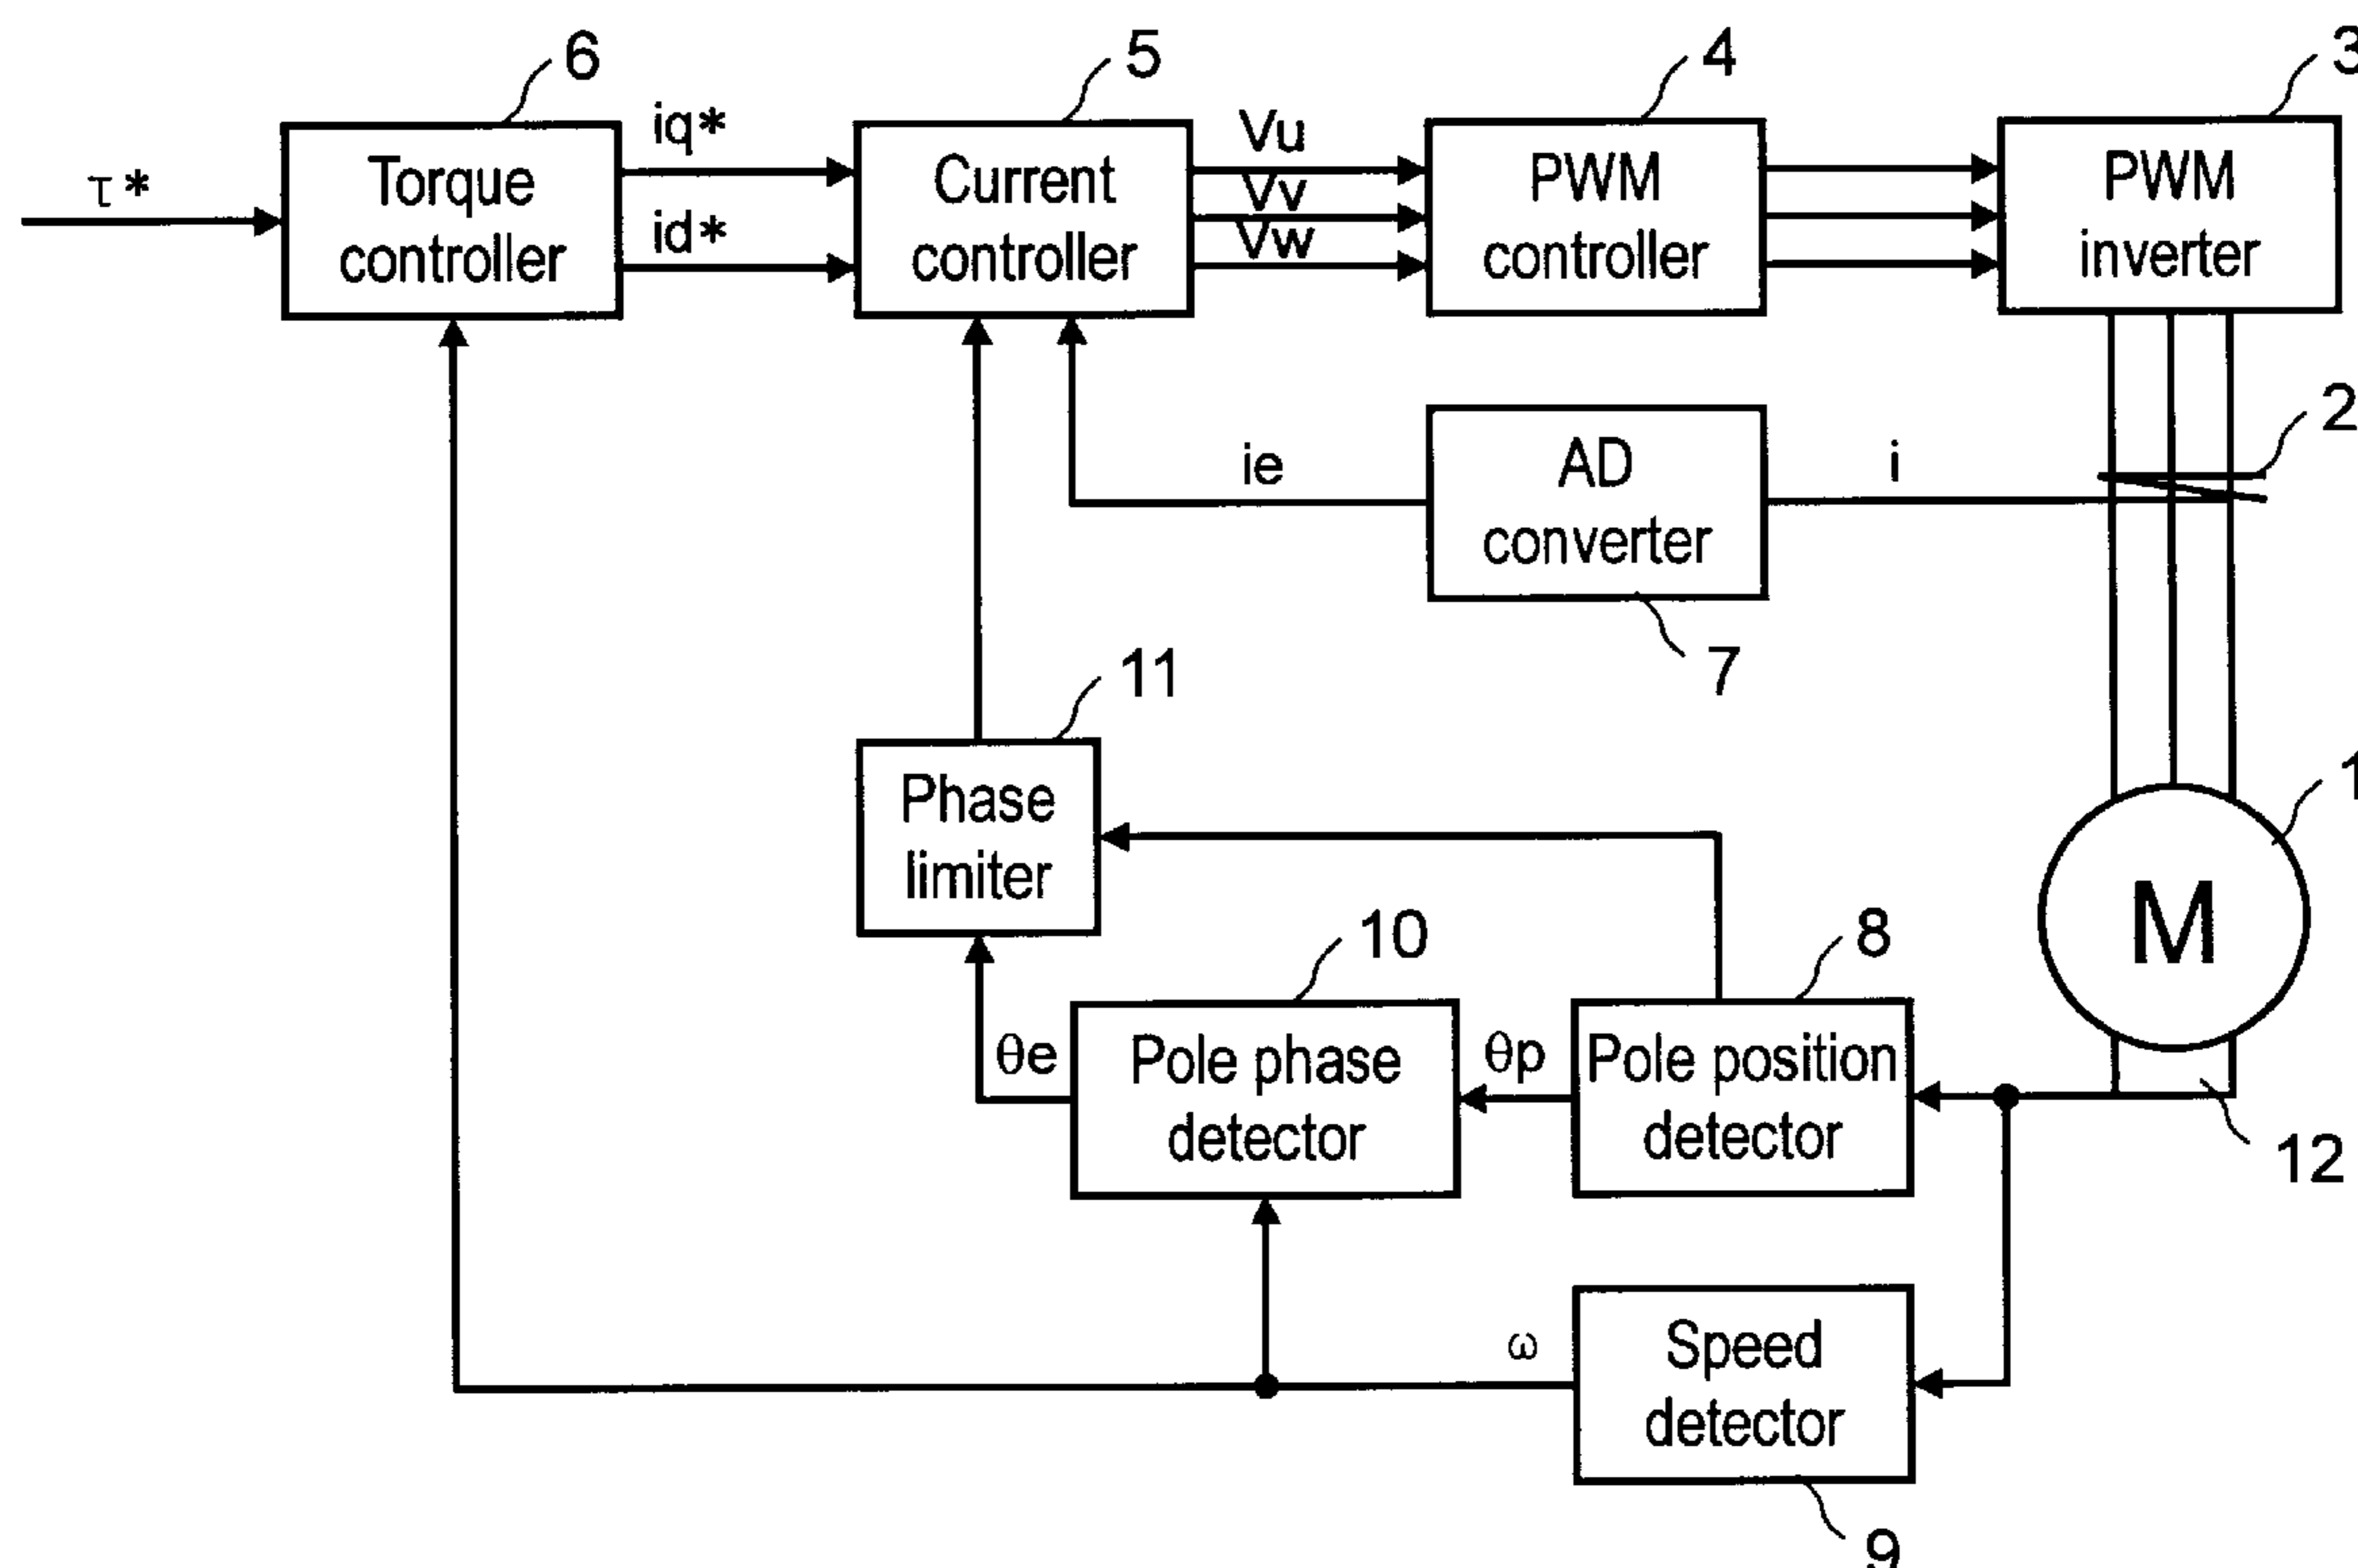 6
5
4
3
τ*
Torque
controller
iq*
id*
Current
controller
Vu
Vv
Vw
PWM
controller
PWM
inverter
2
ie
AD
converter
i
7
11
Phase
limiter
1
M
10
8
θe
Pole phase
detector
θp
Pole position
detector
12
ω
Speed
detector
9